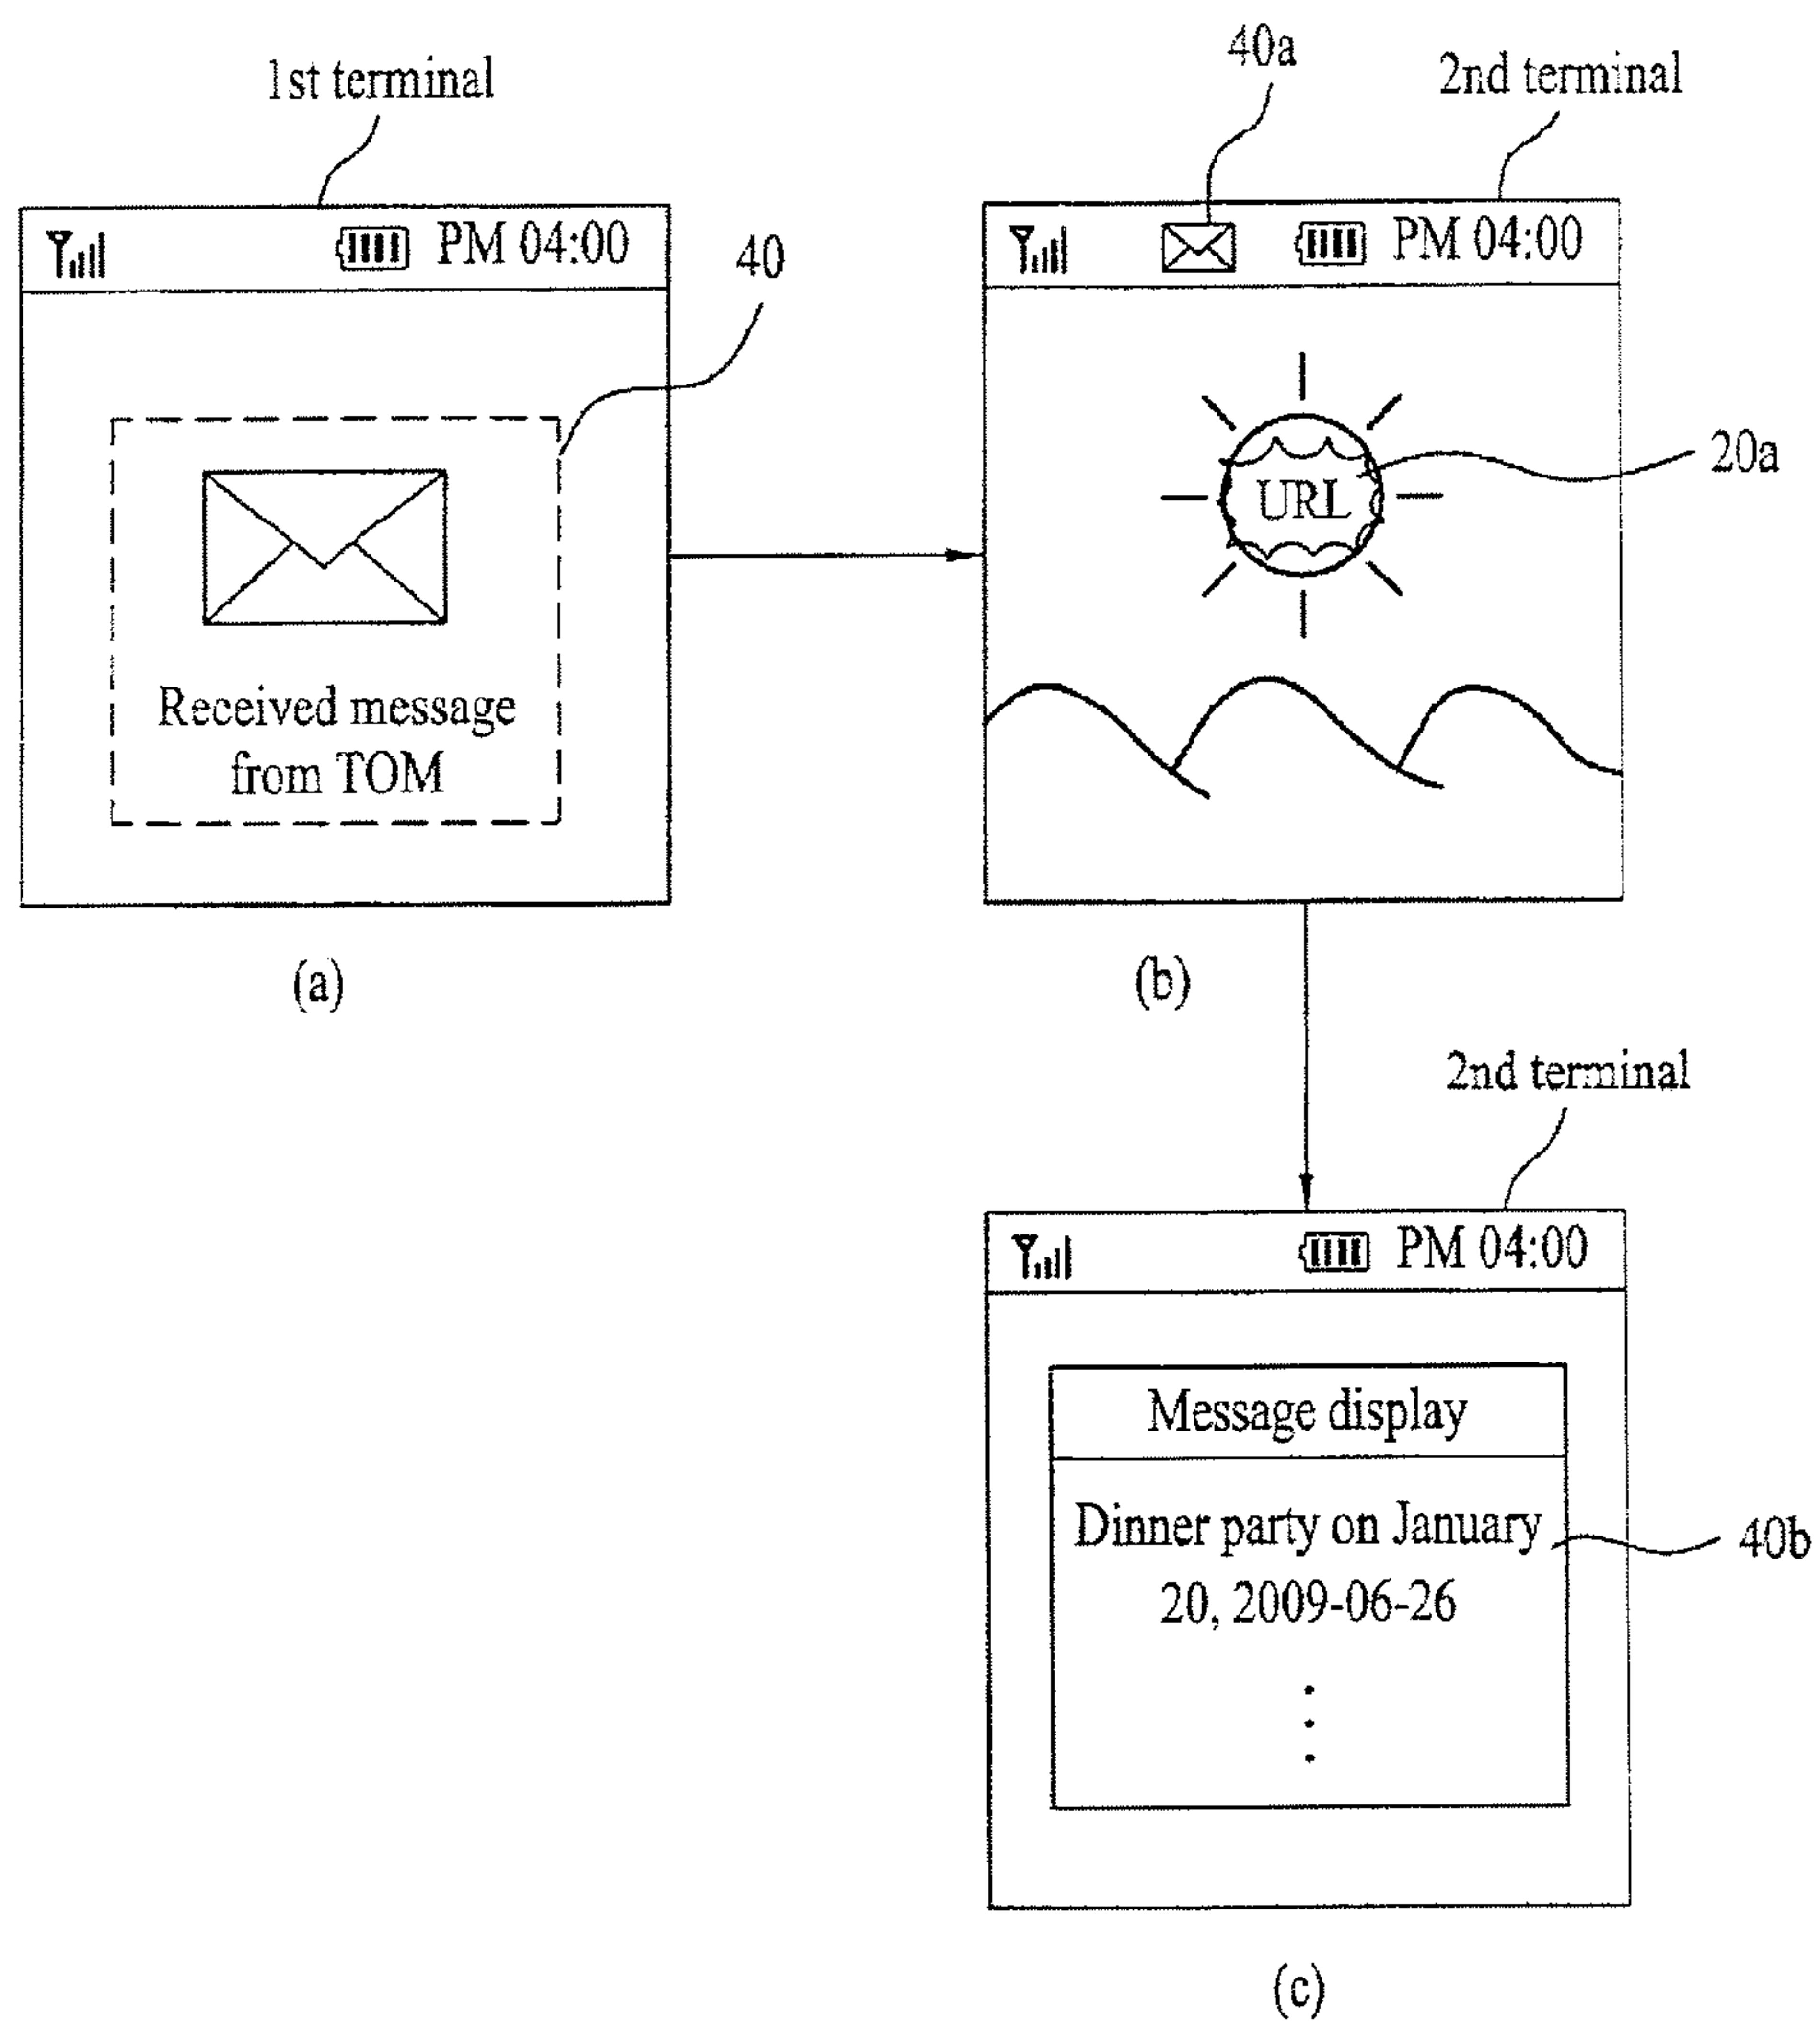 1st terminal
PM 04:00
40
Received message
from TOM
(a)
40a
2nd terminal
PM 04:00
URL
20a
(b)
2nd terminal
PM 04:00
Message display
Dinner party on January
20, 2009-06-26
40b
(c)